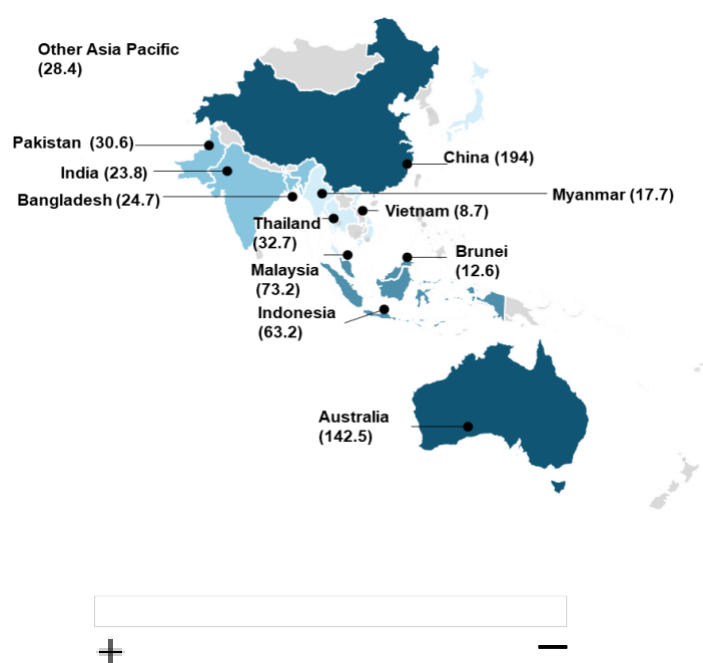 Other Asia Pacific
(28.4)
Pakistan (30.6)
China (194)
India (23.8)
Myanmar (17.7)
Bangladesh (24.7)
Vietnam (8.7)
Thailand
(32.7)
Brunei
(12.6)
Malaysia
(73.2)
Indonesia
(63.2)
Australia
(142.5)